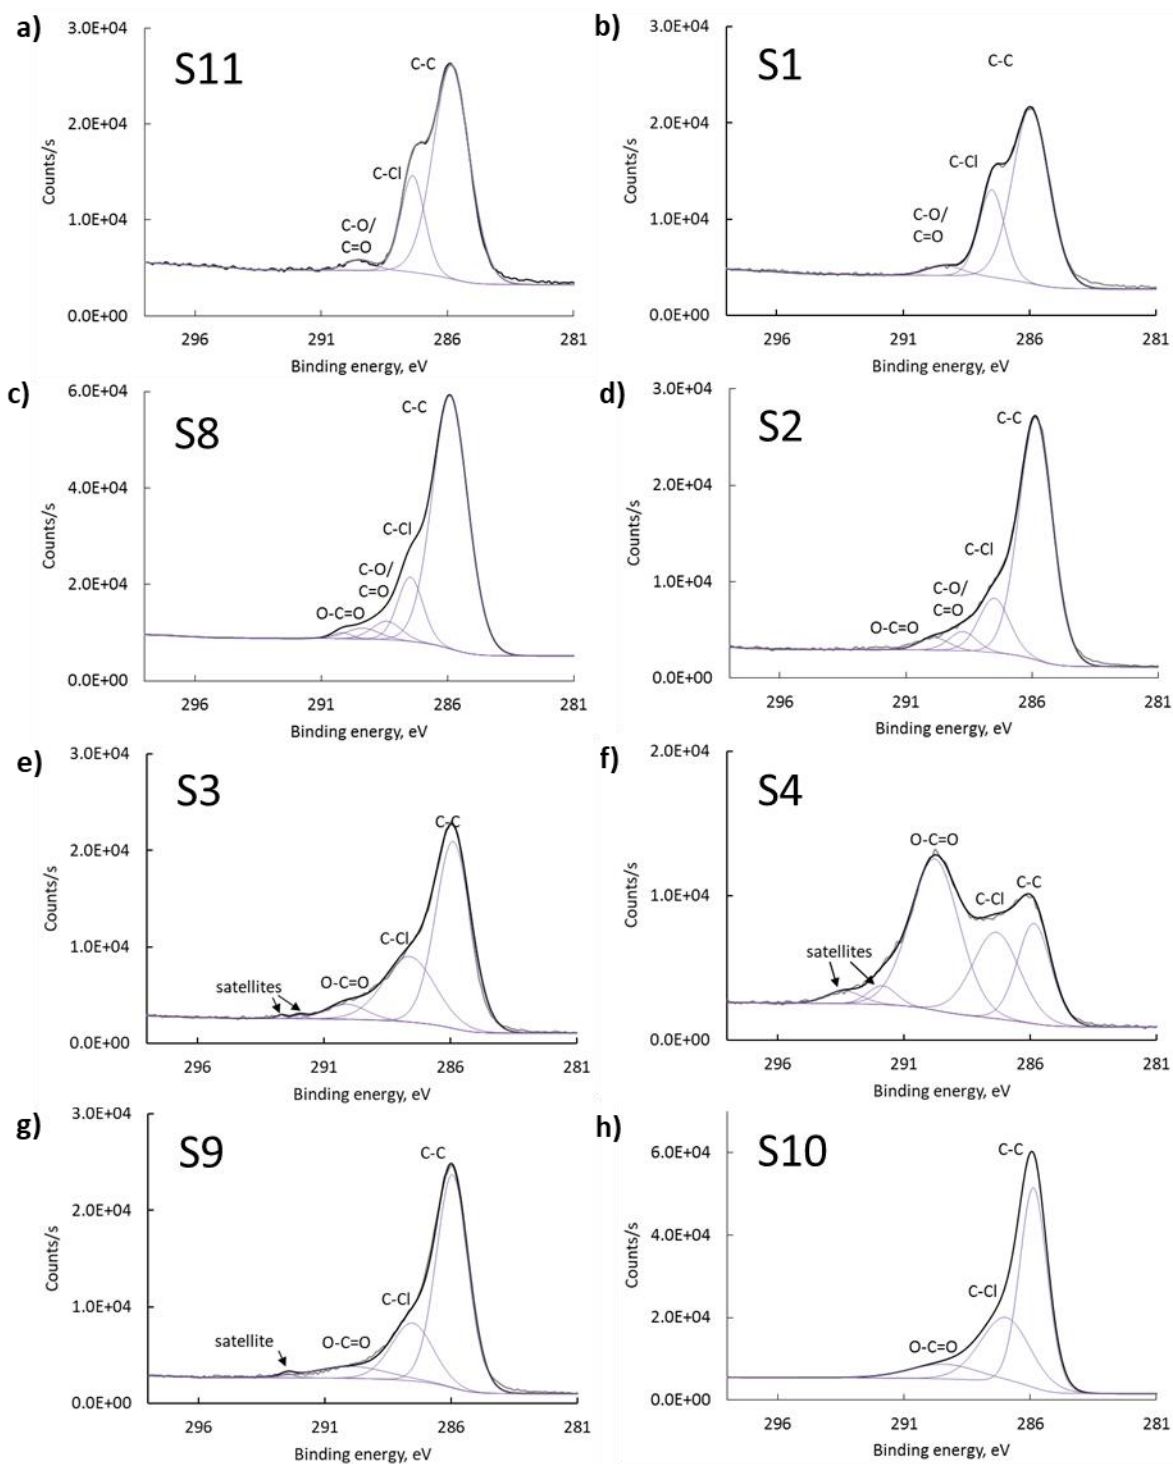 a)
S11
3.0E+04
2.0E+04
1.0E+04
0.0E+00
Counts/s
C-C
C-Cl
C-O/
C=O
296
291
286
281
Binding energy, eV
b)
S1
3.0E+04
2.0E+04
1.0E+04
0.0E+00
Counts/s
C-C
C-Cl
C-O/
C=O
296
291
286
281
Binding energy, eV
c)
S8
6.0E+04
4.0E+04
2.0E+04
0.0E+00
Counts/s
C-C
C-Cl
C-O/
C=O
O-C=O
296
291
286
281
Binding energy, eV
d)
S2
3.0E+04
2.0E+04
1.0E+04
0.0E+00
Counts/s
C-C
C-Cl
C-O/
C=O
O-C=O
296
291
286
281
Binding energy, eV
e)
S3
3.0E+04
2.0E+04
1.0E+04
0.0E+00
Counts/s
C-C
C-Cl
O-C=O
satellites
296
291
286
281
Binding energy, eV
f)
S4
2.0E+04
1.0E+04
0.0E+00
Counts/s
O-C=O
C-Cl
C-C
satellites
296
291
286
281
Binding energy, eV
g)
S9
3.0E+04
2.0E+04
1.0E+04
0.0E+00
Counts/s
C-C
C-Cl
O-C=O
satellite
296
291
286
281
Binding energy, eV
h)
S10
6.0E+04
4.0E+04
2.0E+04
0.0E+00
Counts/s
C-C
C-Cl
O-C=O
296
291
286
281
Binding energy, eV